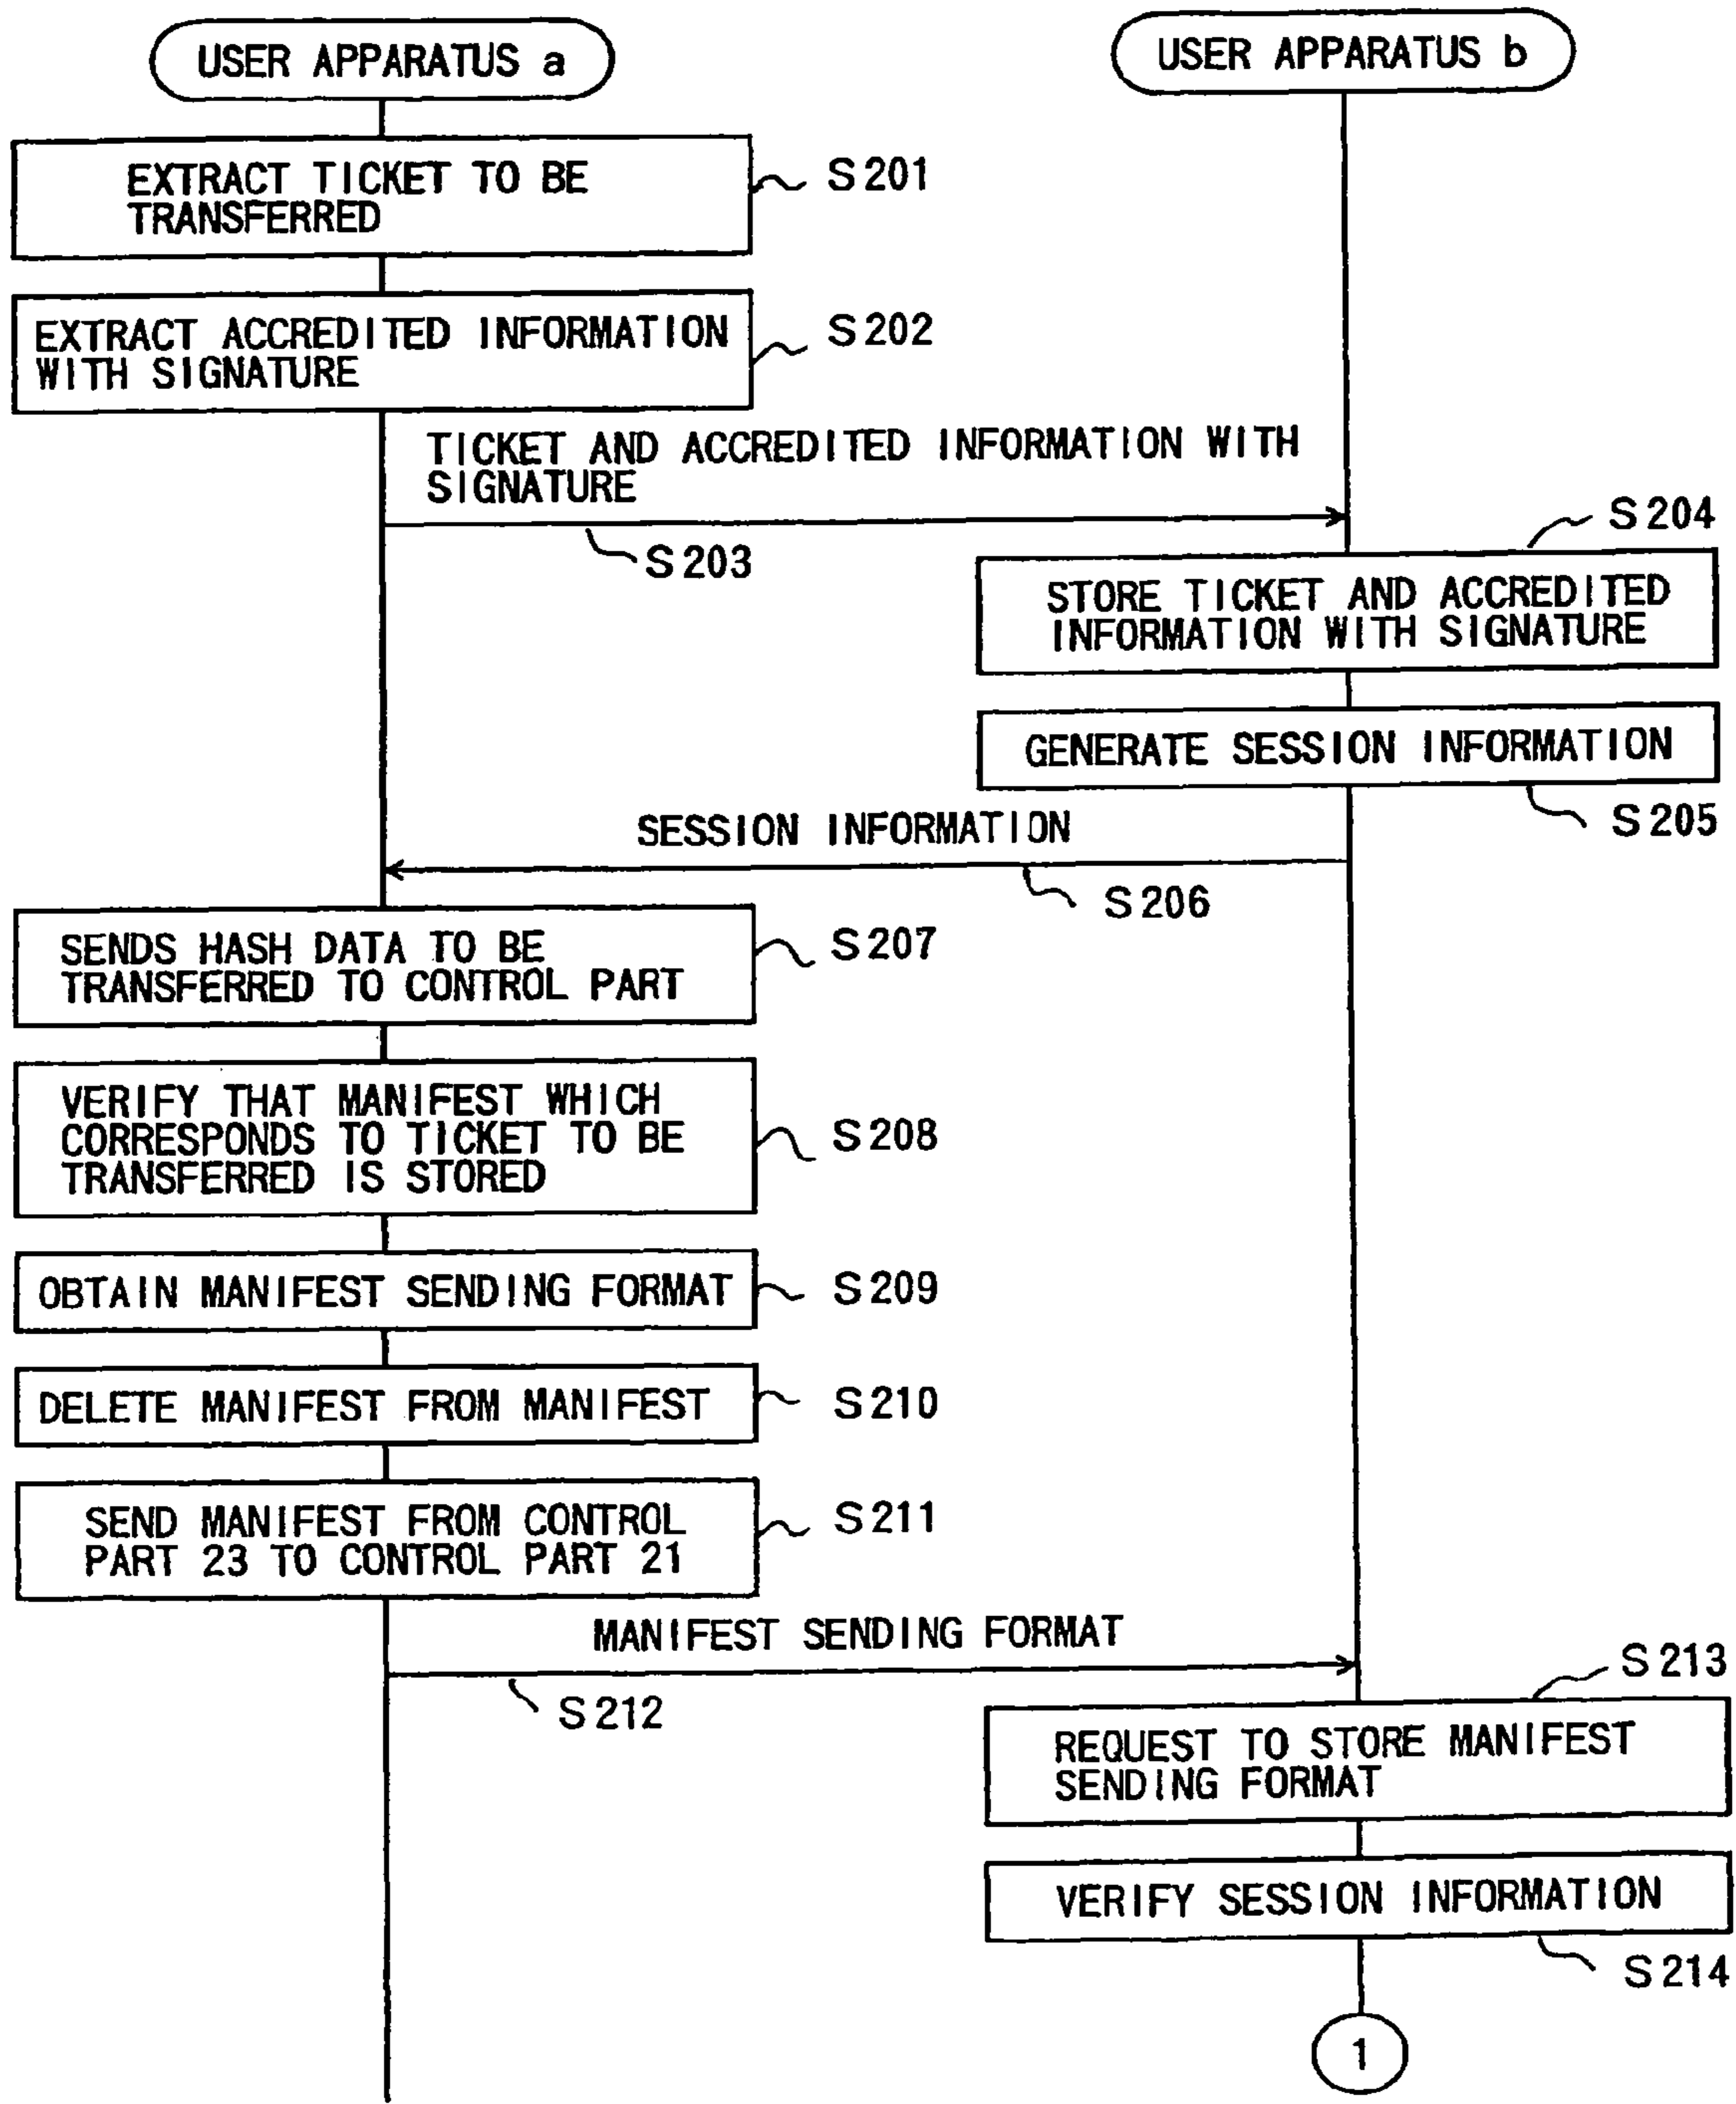 USER APPARATUS a
USER APPARATUS b
EXTRACT TICKET TO BE
TRANSFERRED
S201
EXTRACT ACCREDITED INFORMATION
WITH SIGNATURE
S202
TICKET AND ACCREDITED INFORMATION WITH
SIGNATURE
S203
S204
STORE TICKET AND ACCREDITED
INFORMATION WITH SIGNATURE
GENERATE SESSION INFORMATION
S205
SESSION INFORMATION
S206
SENDS HASH DATA TO BE
TRANSFERRED TO CONTROL PART
S207
VERIFY THAT MANIFEST WHICH
CORRESPONDS TO TICKET TO BE
TRANSFERRED IS STORED
S208
OBTAIN MANIFEST SENDING FORMAT
S209
DELETE MANIFEST FROM MANIFEST
S210
SEND MANIFEST FROM CONTROL
PART 23 TO CONTROL PART 21
S211
MANIFEST SENDING FORMAT
S212
S213
REQUEST TO STORE MANIFEST
SENDING FORMAT
VERIFY SESSION INFORMATION
S214
1